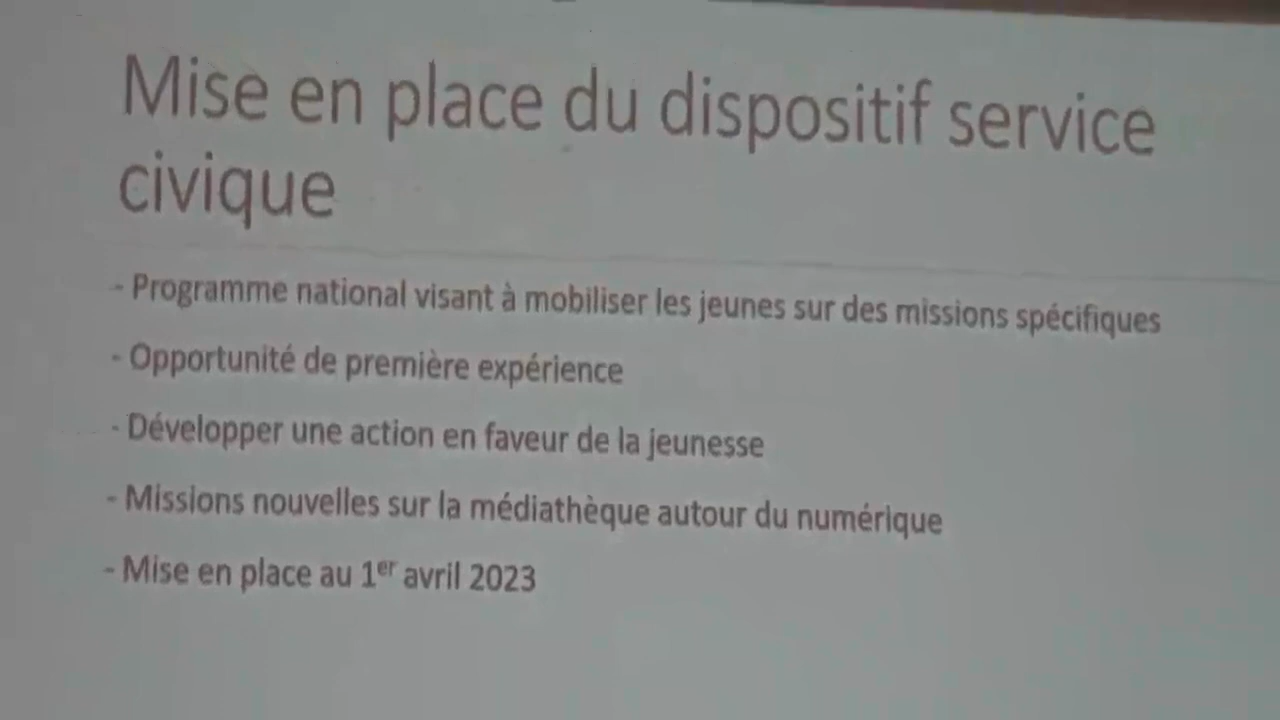 Mise en place du dispositif service
civique
- Programme national visant à mobiliser les jeunes sur des missions spécifiques
- Opportunité de première expérience
- Développer une action en faveur de la jeunesse
- Missions nouvelles sur la médiathèque autour du numérique
- Mise en place au 1er avril 2023